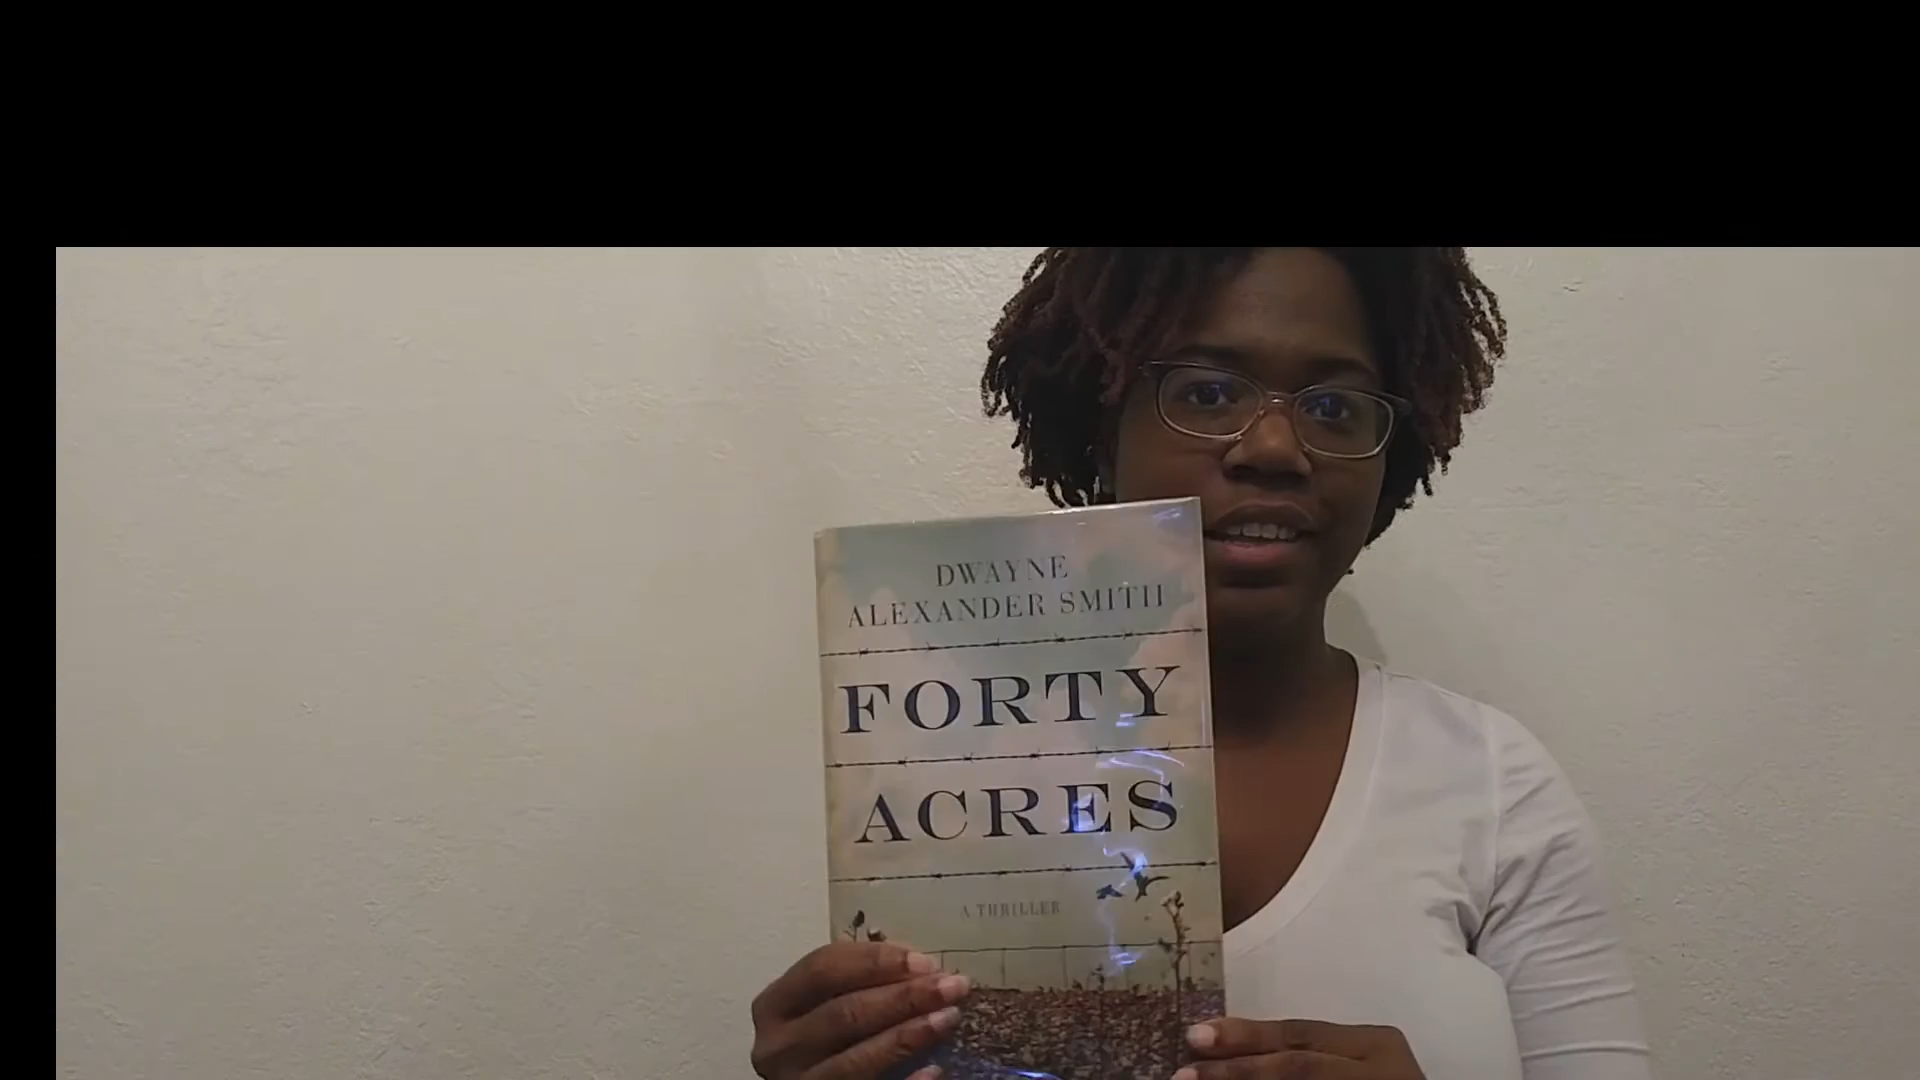 DWAYNE
ALEXANDER SMITH
FORTY
ACRES
A THRILLER